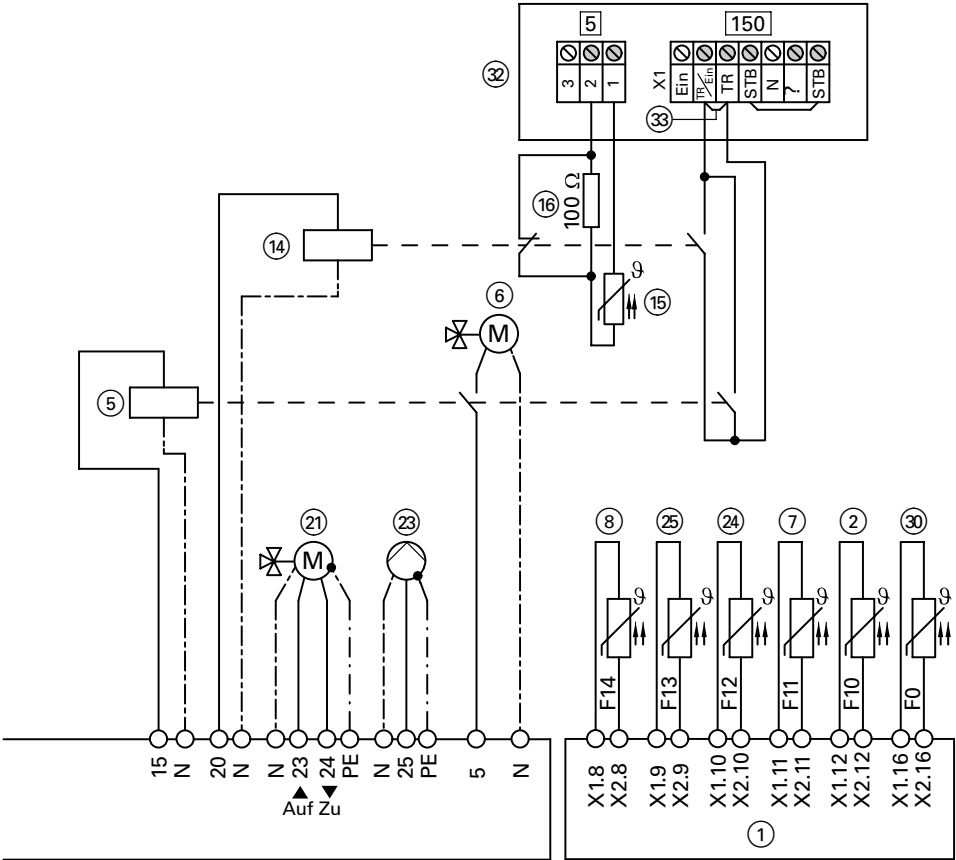 5
150
32
3
2
1
X1
Ein
TR/Ein
TR
STB
N
?
STB
33
16
100 Ω
14
ϑ
15
6
M
5
21
23
M
8
25
24
7
2
30
ϑ
ϑ
ϑ
ϑ
ϑ
ϑ
F14
F13
F12
F11
F10
F0
15
N
20
N
N
23
24
PE
N
25
PE
5
N
Auf Zu
X1.8
X2.8
X1.9
X2.9
X1.10
X2.10
X1.11
X2.11
X1.12
X2.12
X1.16
X2.16
1